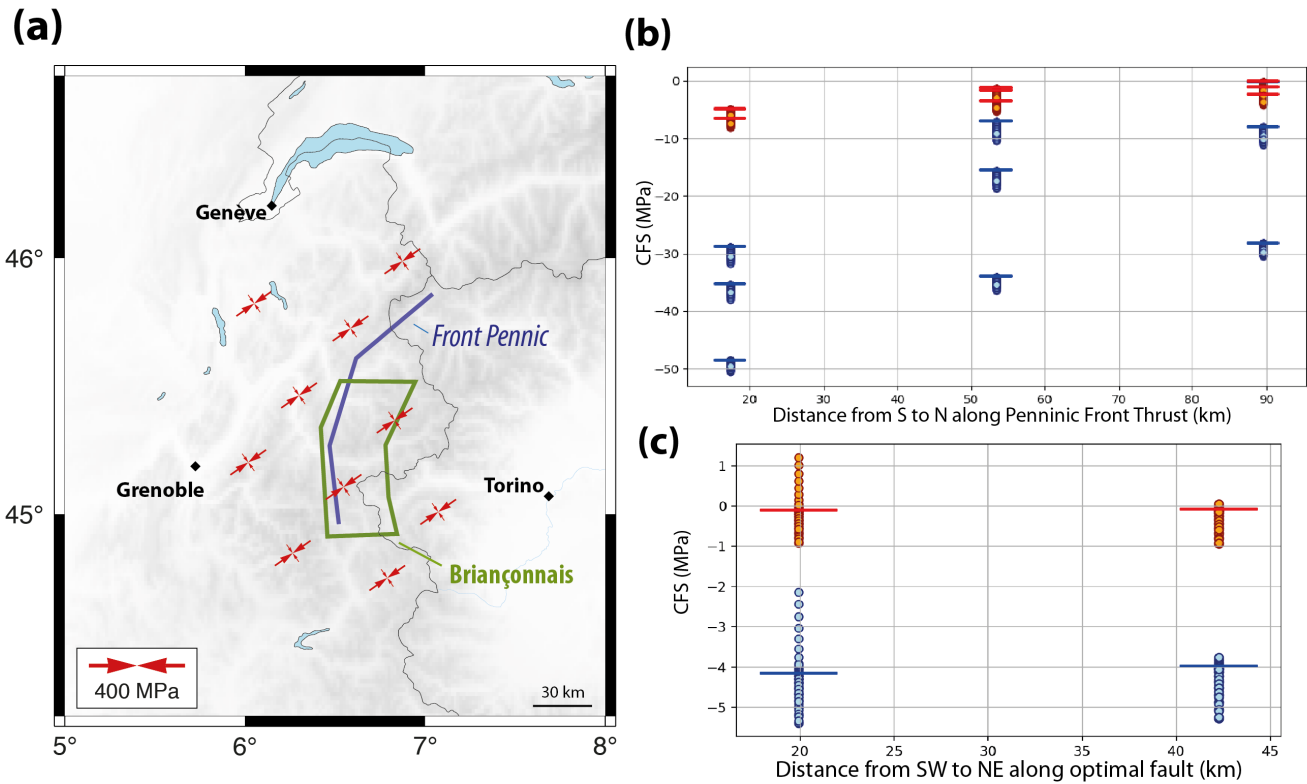 (a)
Genève
46°
Front Pennic
Grenoble
Torino
45°
Briançonnais
400 MPa
30 km
5°
6°
7°
8°
(b)
0
−10
−20
−30
−40
−50
CFS (MPa)
20
30
40
50
60
70
80
90
Distance from S to N along Penninic Front Thrust (km)
(c)
1
0
−1
−2
−3
−4
−5
CFS (MPa)
20
25
30
35
40
45
Distance from SW to NE along optimal fault (km)